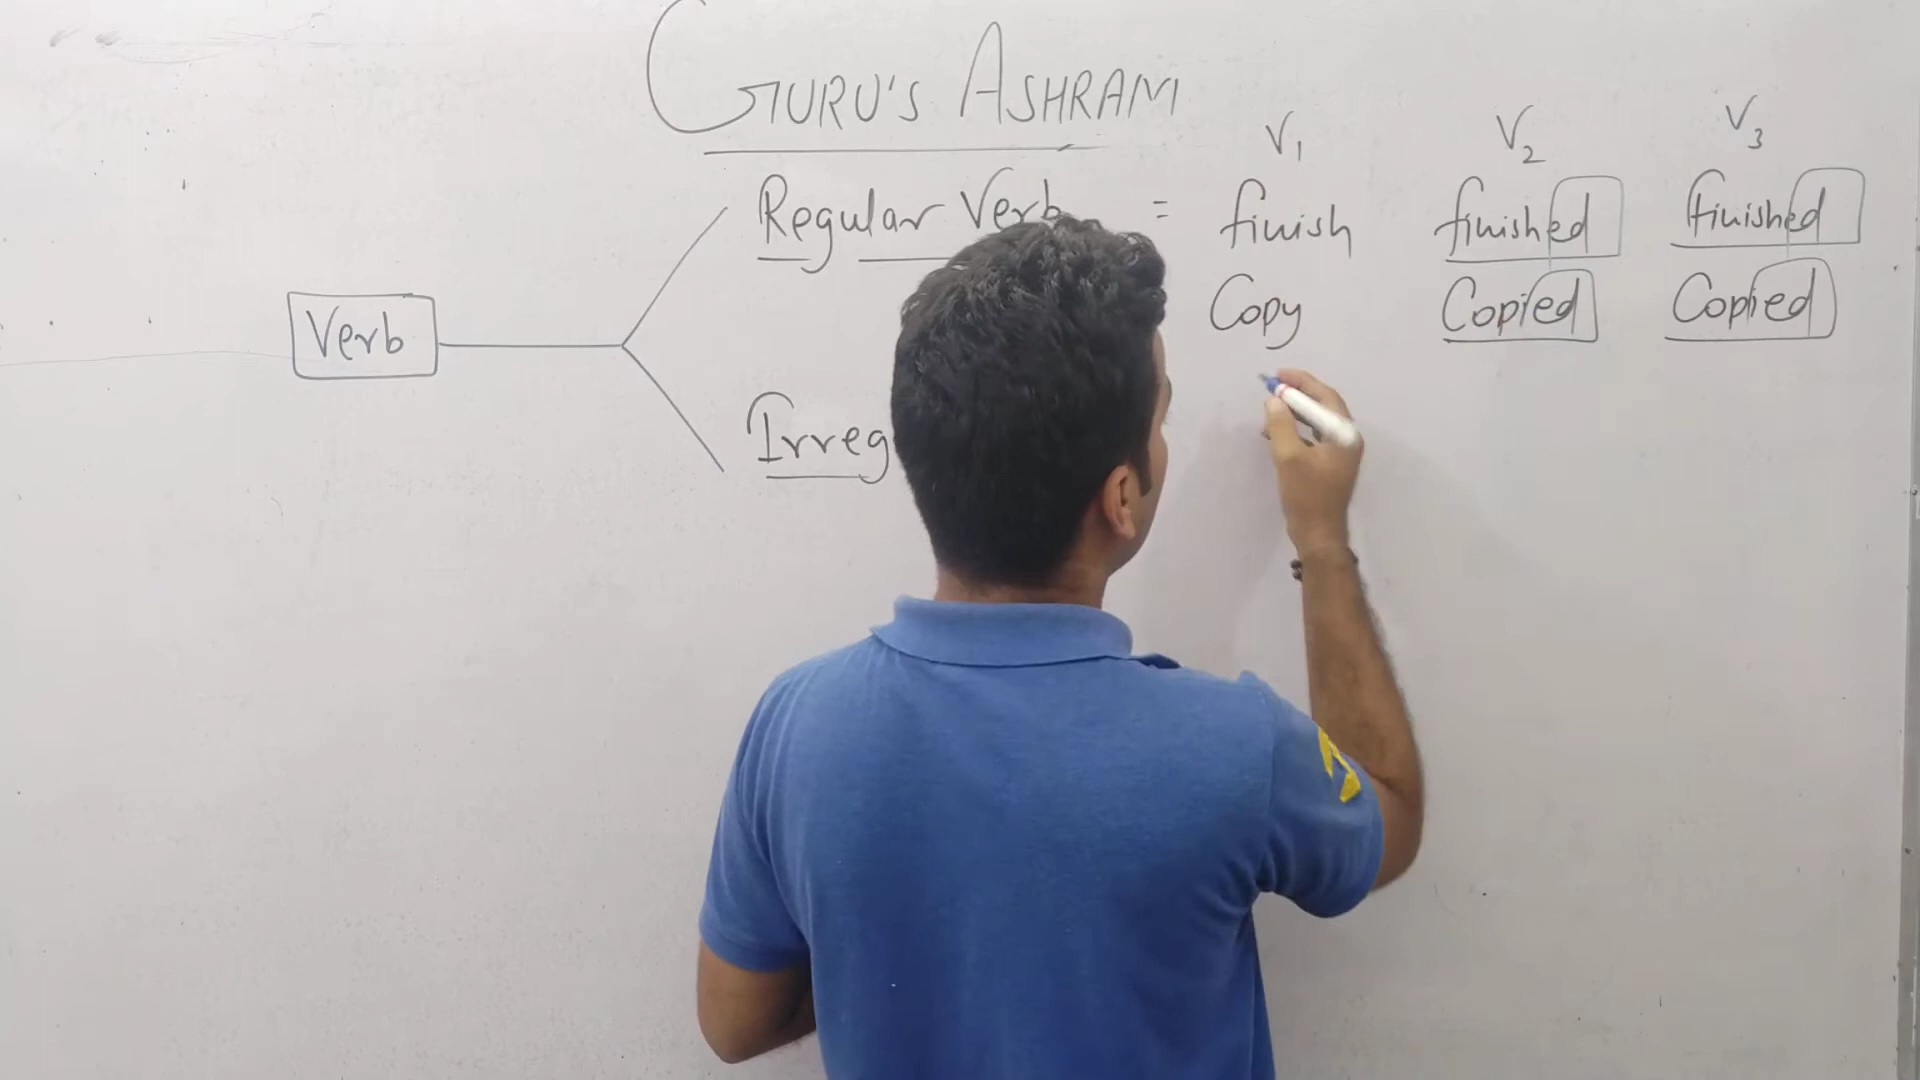 GURU'S ASHRAM
V1 V2 V3
Regular Verb = finish finished finished
Copy Copied Copied
Verb
Irreg